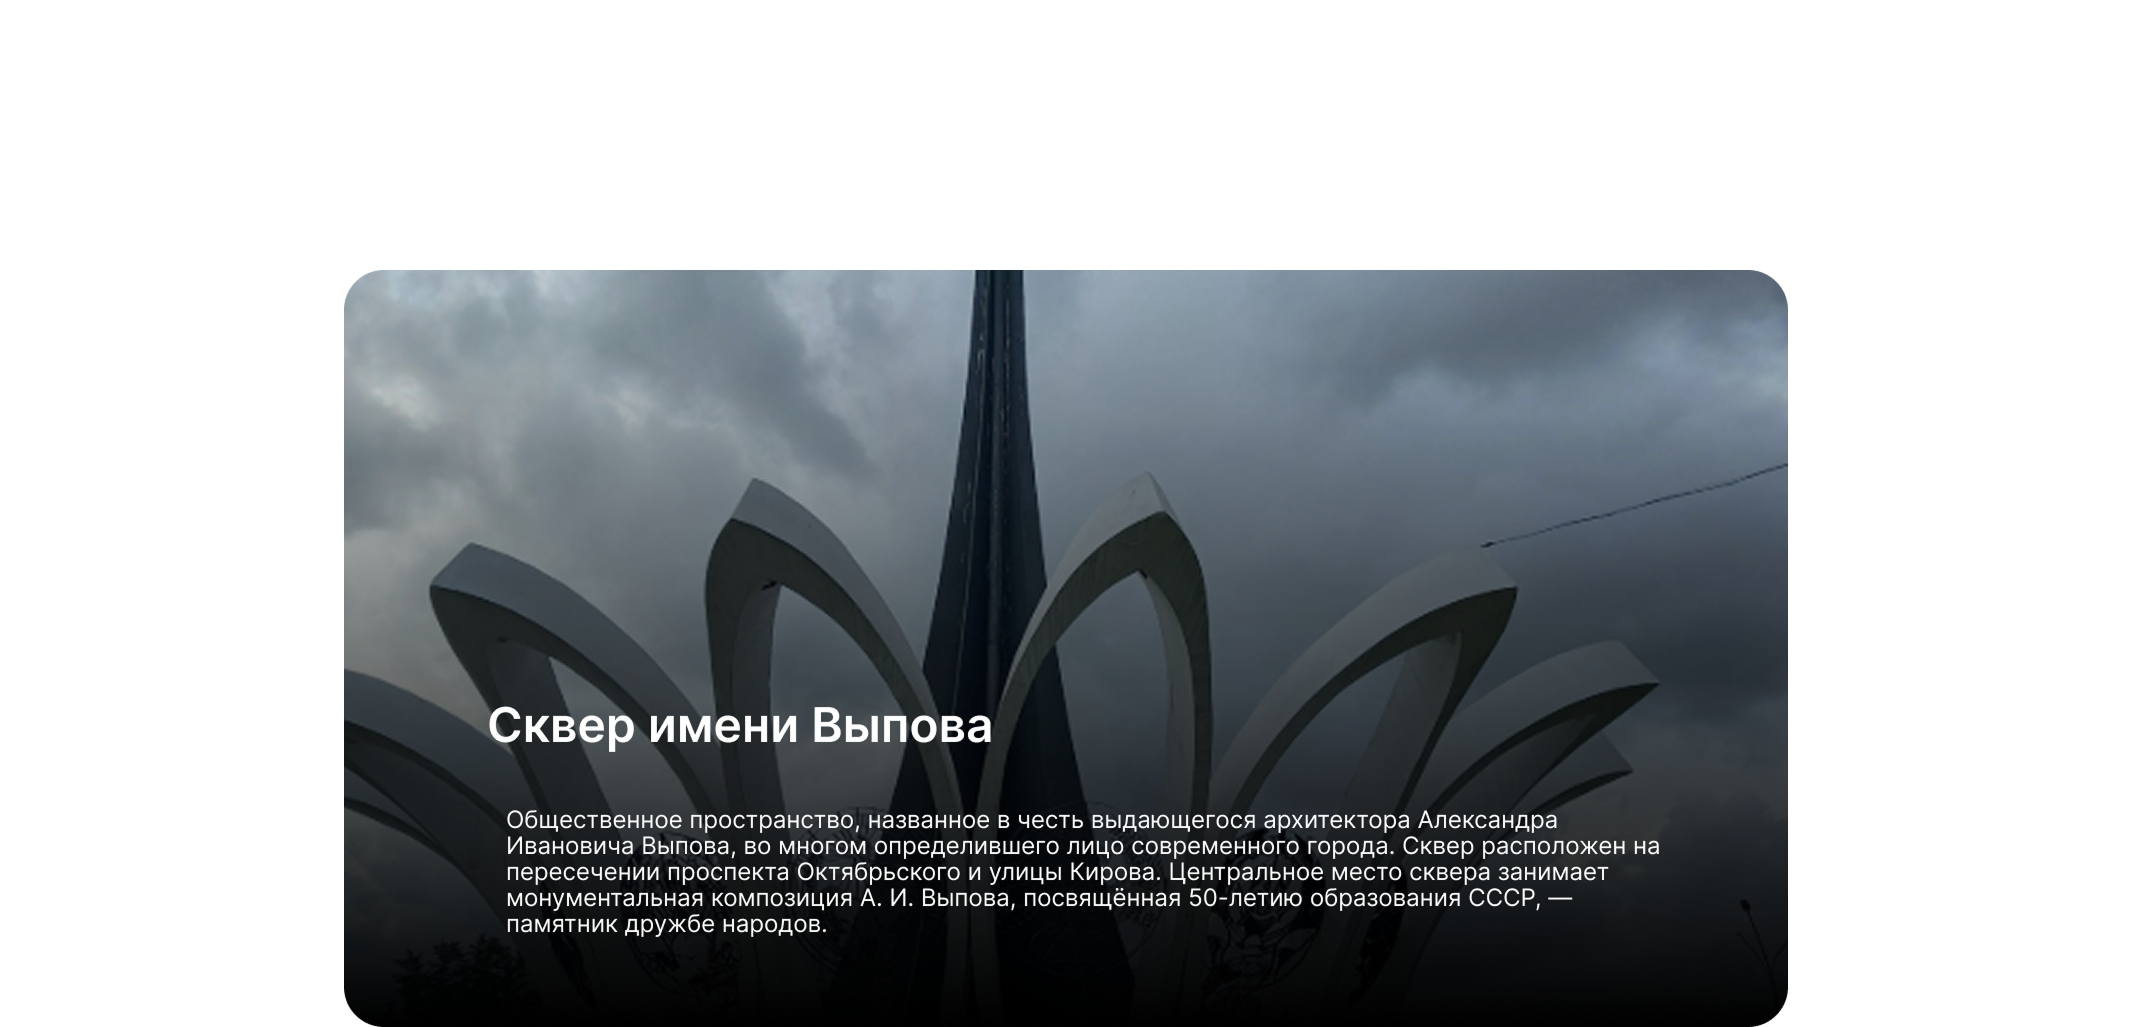 Сквер имени Выпова
Общественное пространство, названное в честь выдающегося архитектора Александра
Ивановича Выпова, во многом определившего лицо современного города. Сквер расположен на
пересечении проспекта Октябрьского и улицы Кирова. Центральное место сквера занимает
монументальная композиция А. И. Выпова, посвящённая 50-летию образования СССР, —
памятник дружбе народов.